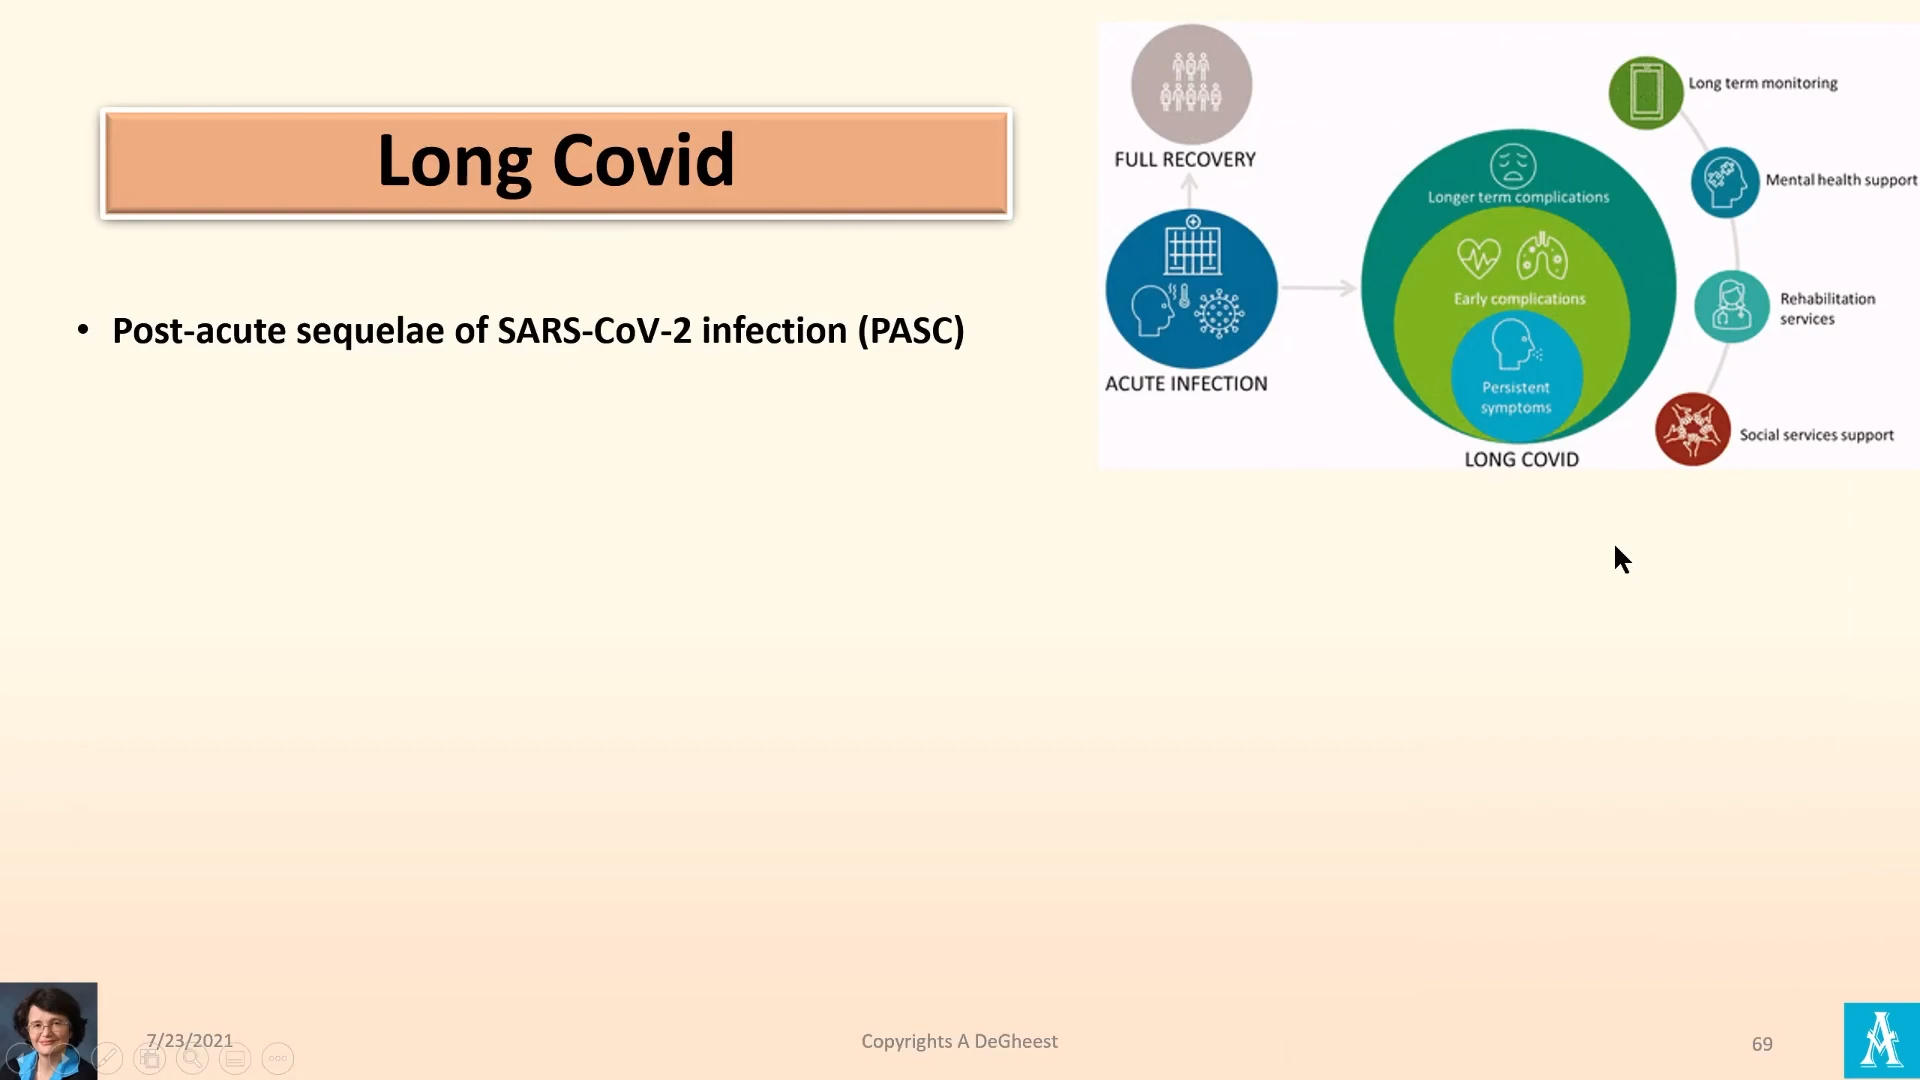 Long Covid
• Post-acute sequelae of SARS-CoV-2 infection (PASC)
FULL RECOVERY
ACUTE INFECTION
Longer term complications
Early complications
Persistent
symptoms
LONG COVID
Long term monitoring
Mental health support
Rehabilitation
services
Social services support
7/23/2021
Copyrights A DeGheest
69
A